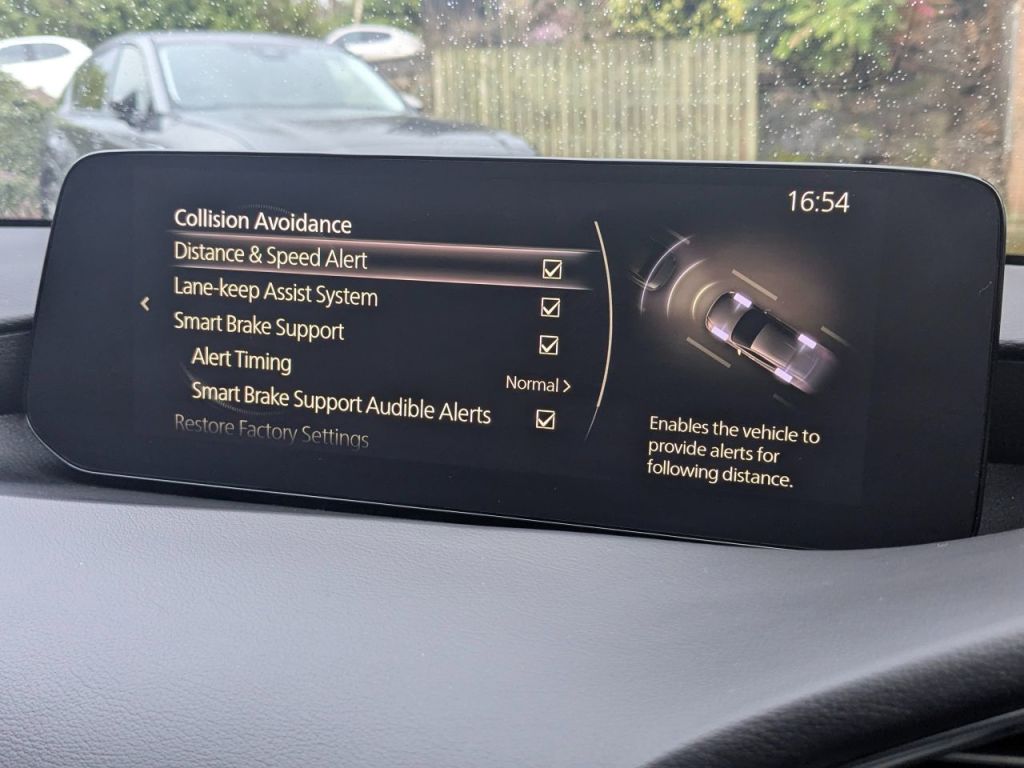 16:54
Collision Avoidance
Distance & Speed Alert
Lane-keep Assist System
Smart Brake Support
Alert Timing
Normal >
Smart Brake Support Audible Alerts
Restore Factory Settings
Enables the vehicle to
provide alerts for
following distance.